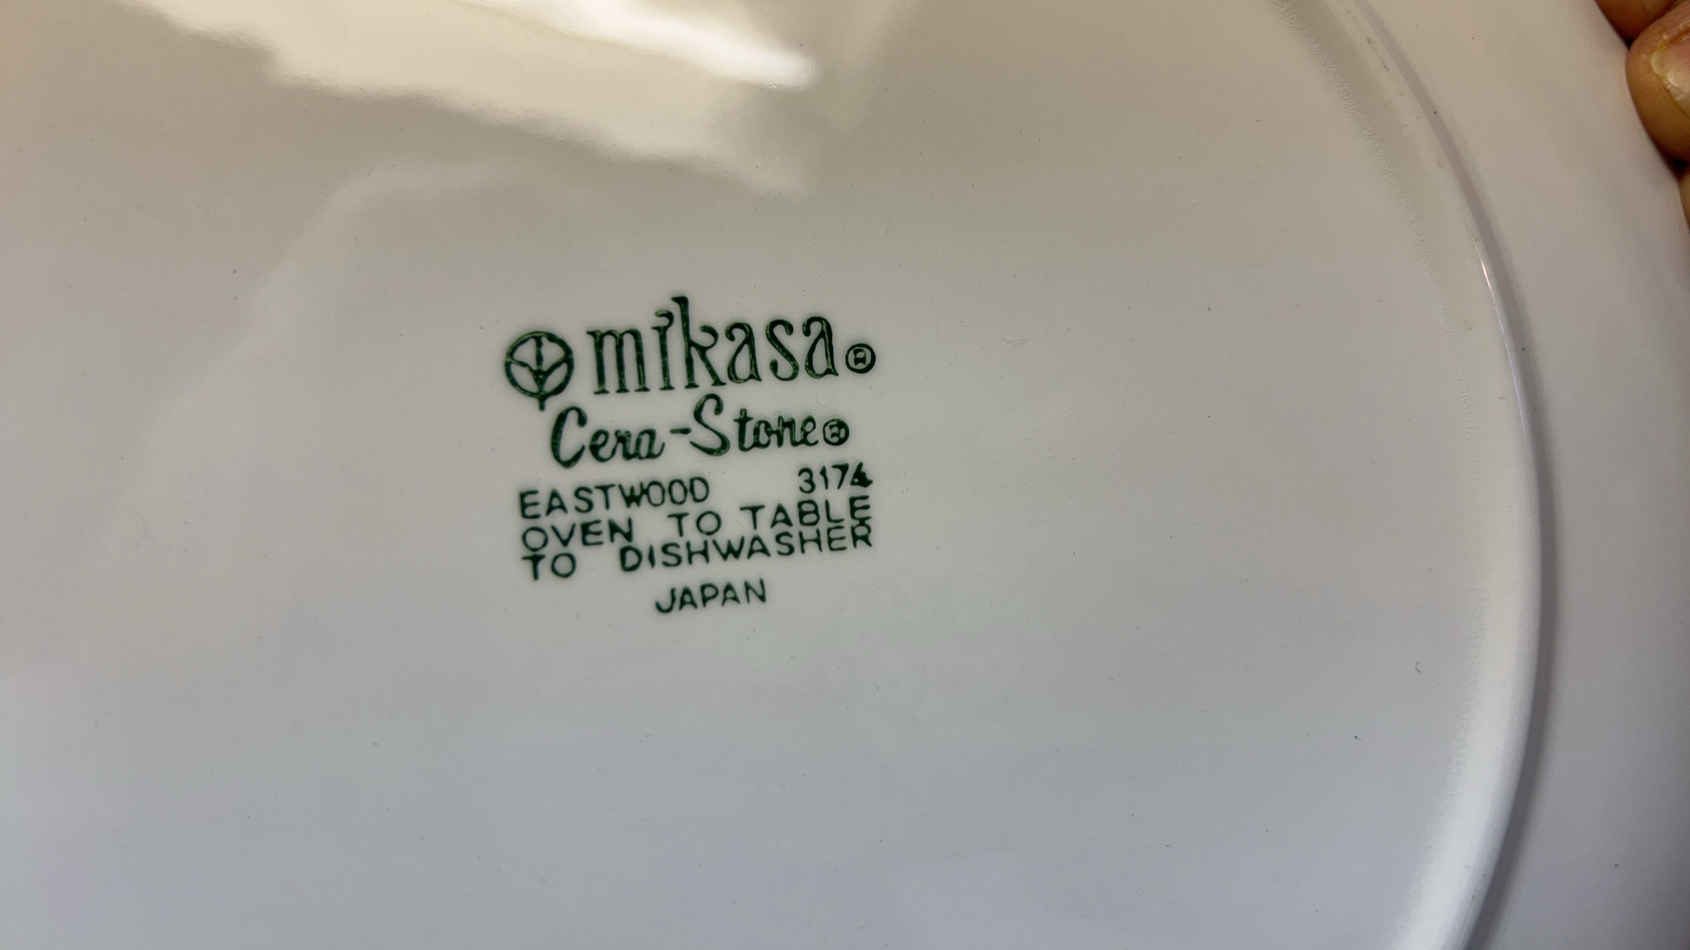 mikasa®
Cera-Stone®
EASTWOOD 3174
OVEN TO TABLE
TO DISHWASHER
JAPAN